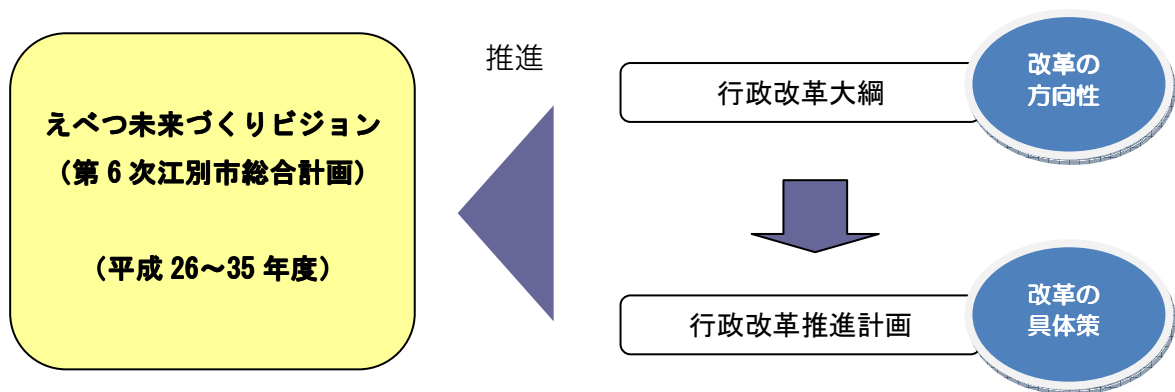 えべつ未来づくりビジョン
（第６次江別市総合計画）
（平成 26～35 年度）
推進
行政改革大綱
改革の
方向性
行政改革推進計画
改革の
具体策